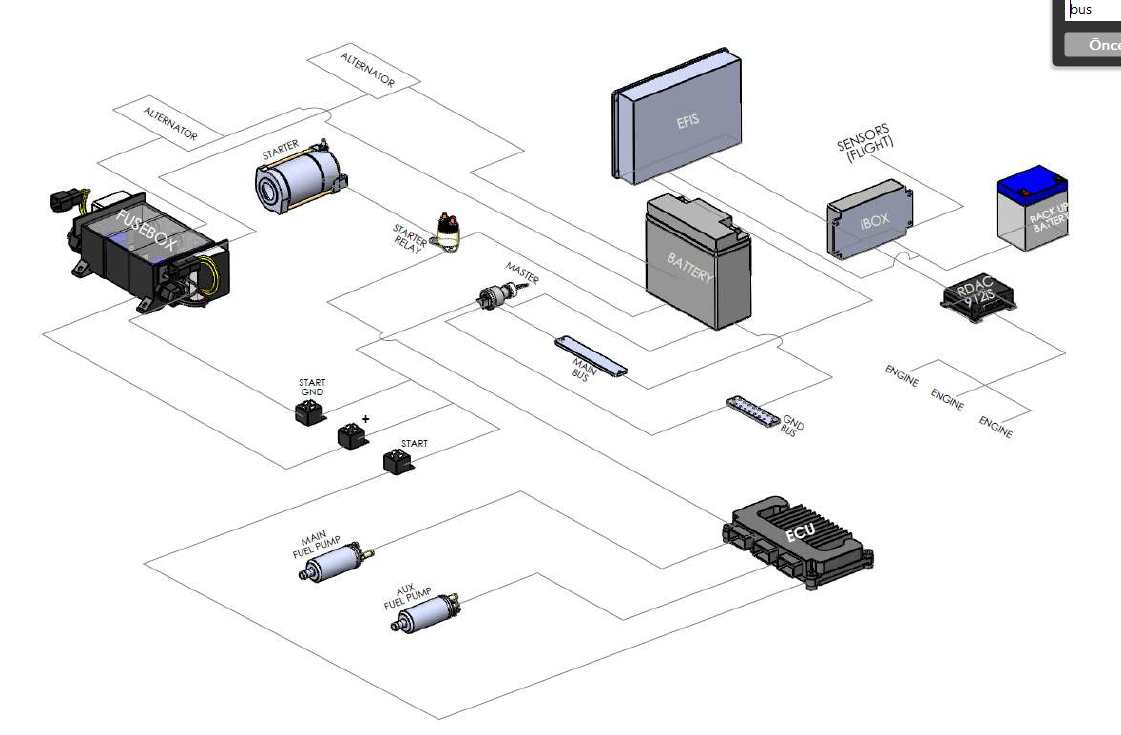 bus
Önce
ALTERNATOR
ALTERNATOR
EFIS
SENSORS
(FLIGHT)
STARTER
FUSEBOX
STARTER
RELAY
iBOX
BACK UP
BATTERY
BATTERY
MASTER
RDAC
912iS
MAIN
BUS
ENGINE
ENGINE
ENGINE
START
GND
+
GND
BUS
START
ECU
MAIN
FUEL PUMP
AUX
FUEL PUMP